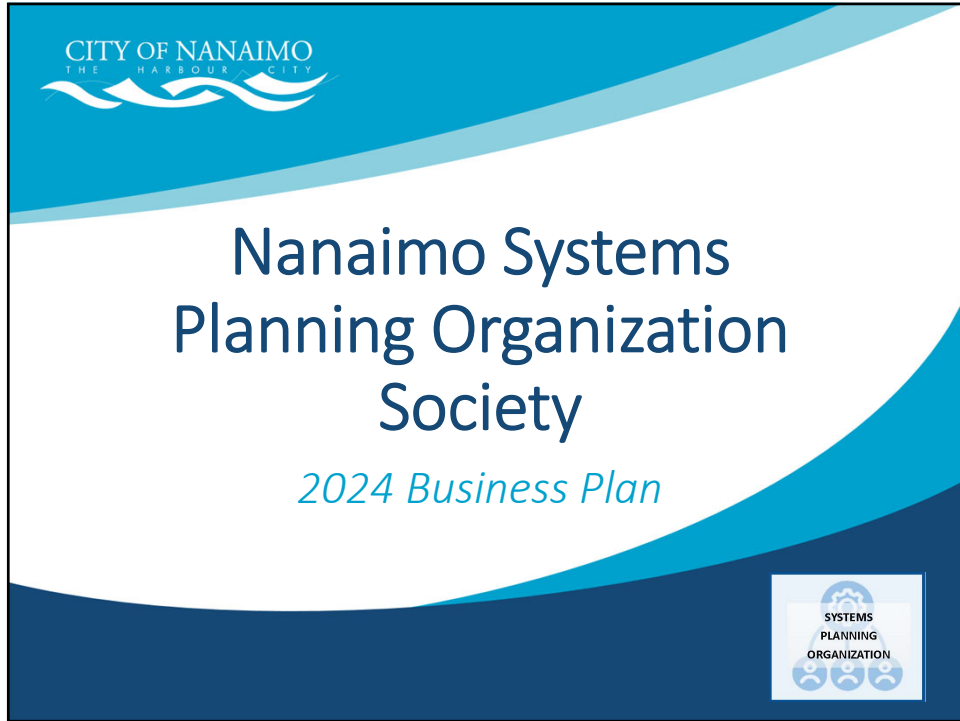 CITY OF NANAIMO
THE HARBOUR CITY
Nanaimo Systems
Planning Organization
Society
2024 Business Plan
SYSTEMS
PLANNING
ORGANIZATION